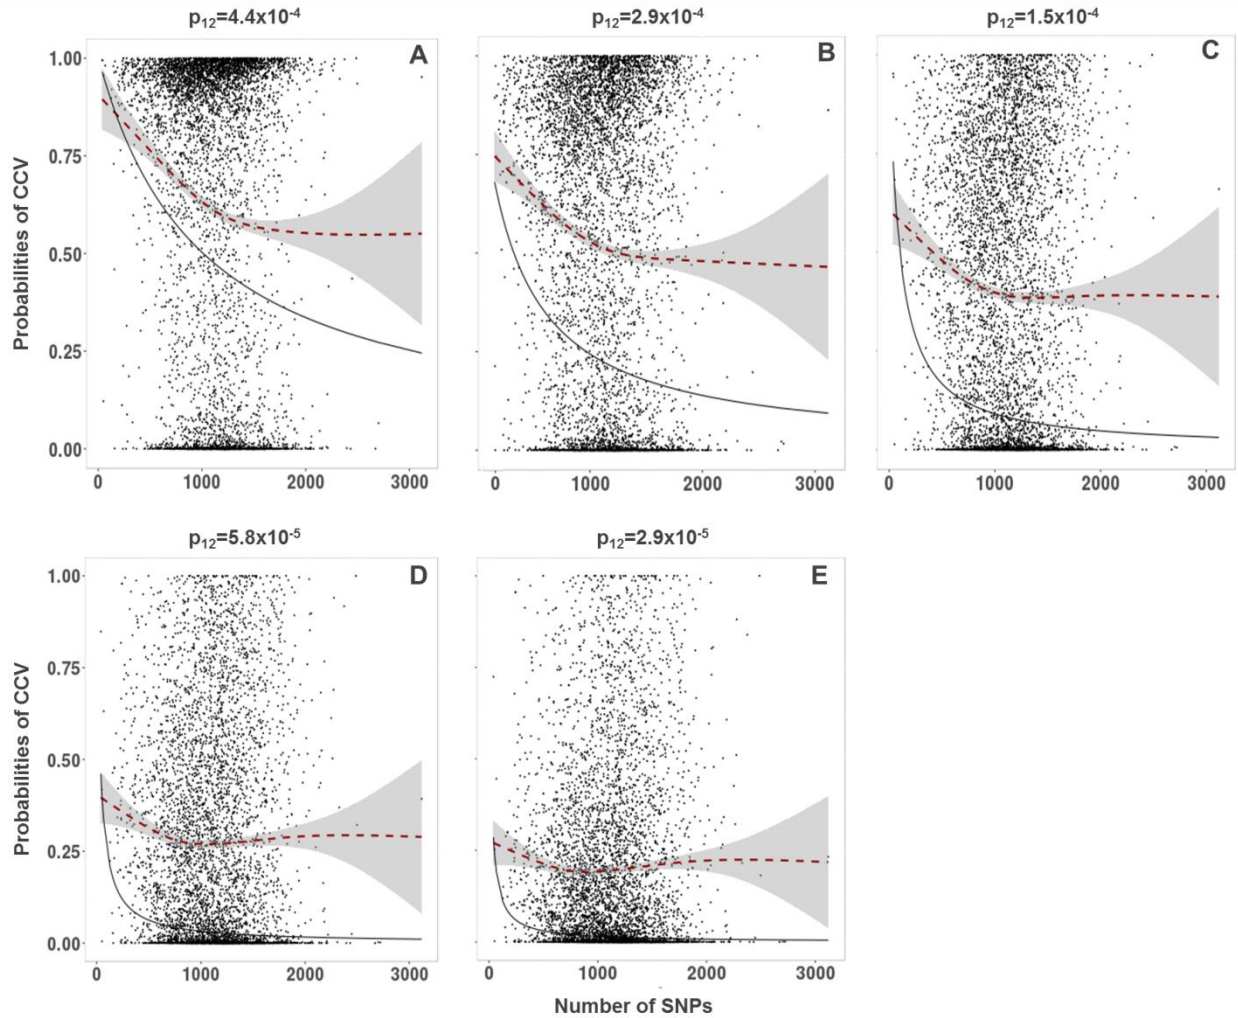 p12=4.4x10-4
p12=2.9x10-4
p12=1.5x10-4
A
B
C
Probabilities of CCV
1.00
0.75
0.50
0.25
0.00
0 1000 2000 3000
0 1000 2000 3000
0 1000 2000 3000
p12=5.8x10-5
p12=2.9x10-5
D
E
Probabilities of CCV
1.00
0.75
0.50
0.25
0.00
0 1000 2000 3000
0 1000 2000 3000
Number of SNPs